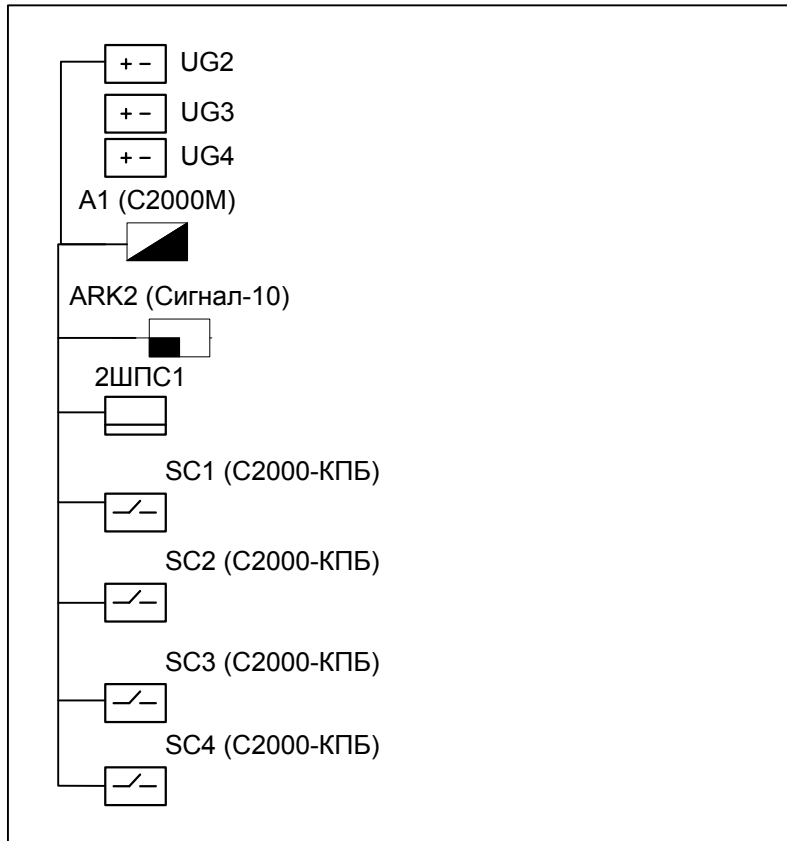 + - UG2
+ - UG3
+ - UG4
А1 (С2000М)
ARK2 (Сигнал-10)
2ШПС1
SC1 (С2000-КПБ)
SC2 (С2000-КПБ)
SC3 (С2000-КПБ)
SC4 (С2000-КПБ)